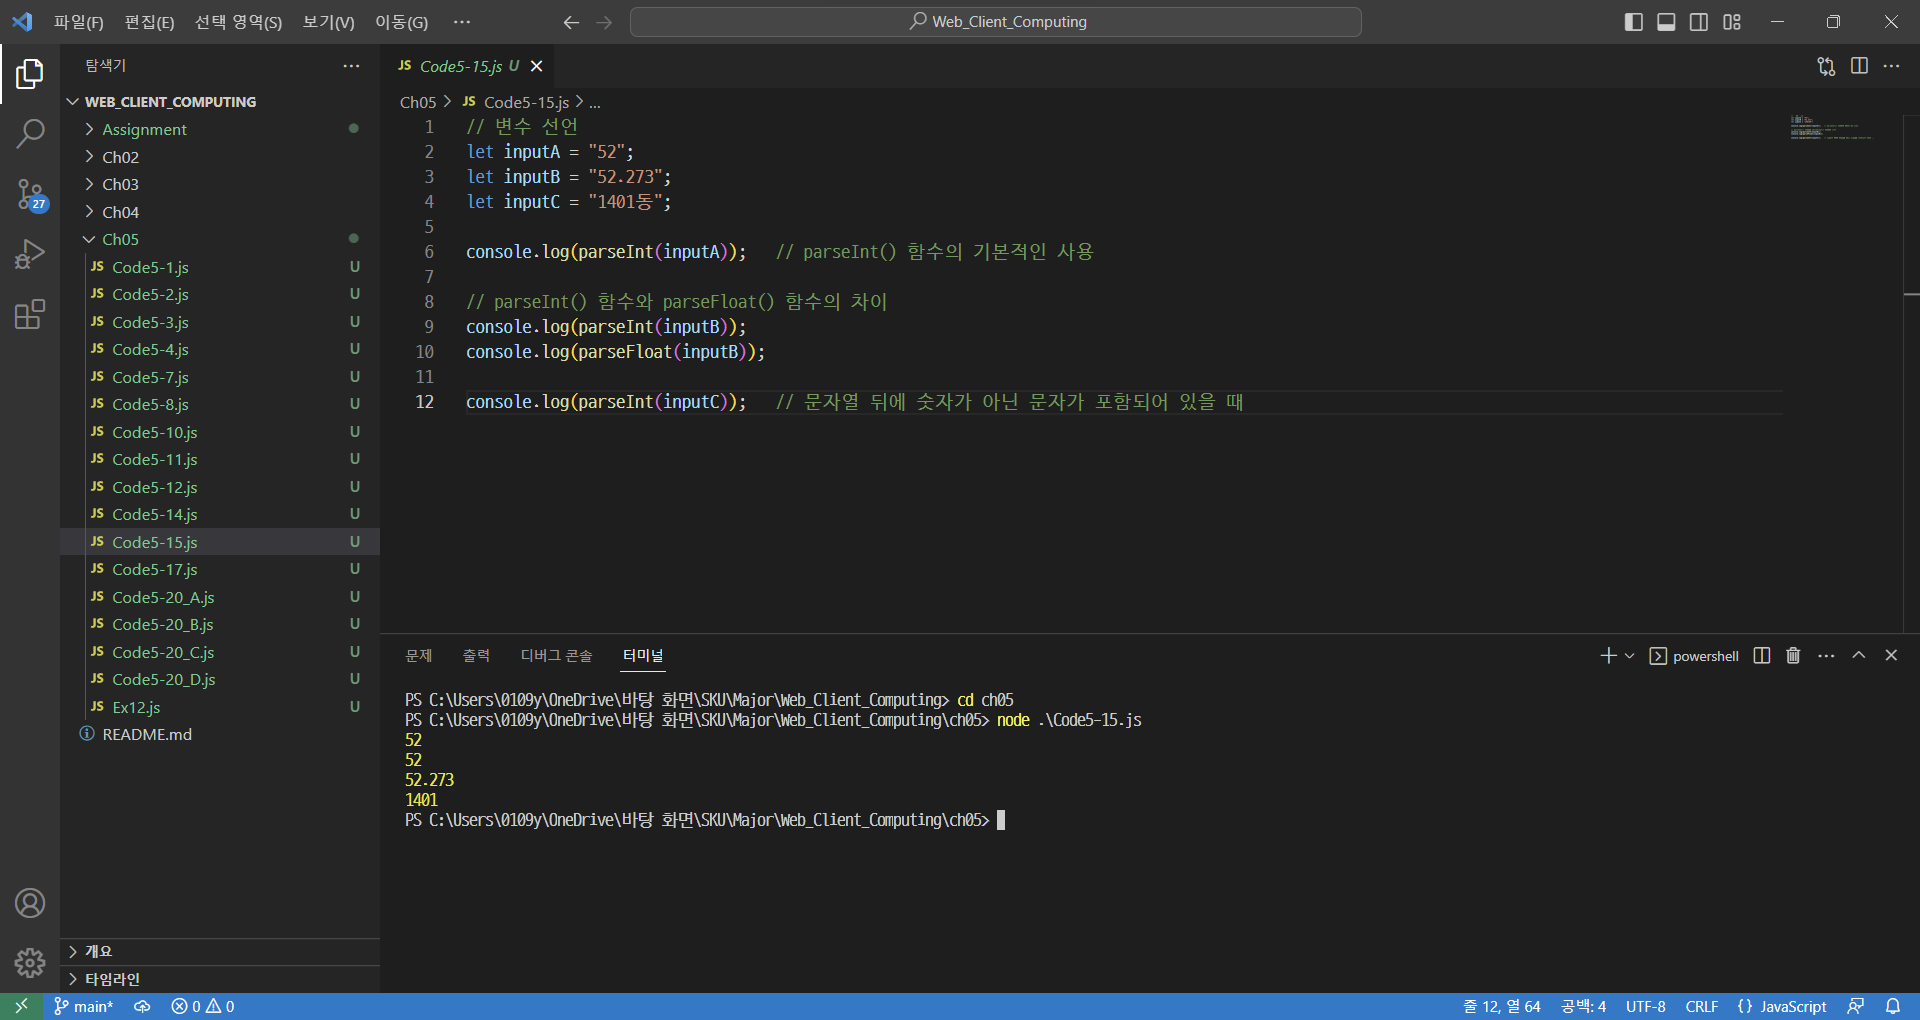 파일(F) 편집(E) 선택 영역(S) 보기(V) 이동(G) ··· Web_Client_Computing
탐색기 ···
WEB_CLIENT_COMPUTING
Assignment
Ch02
Ch03
Ch04
Ch05
JS Code5-1.js U
JS Code5-2.js U
JS Code5-3.js U
JS Code5-4.js U
JS Code5-7.js U
JS Code5-8.js U
JS Code5-10.js U
JS Code5-11.js U
JS Code5-12.js U
JS Code5-14.js U
JS Code5-15.js U
JS Code5-17.js U
JS Code5-20_A.js U
JS Code5-20_B.js U
JS Code5-20_C.js U
JS Code5-20_D.js U
JS Ex12.js U
README.md
개요
타임라인
27
JS Code5-15.js U
Ch05 > JS Code5-15.js > ...
1 // 변수 선언
2 let inputA = "52";
3 let inputB = "52.273";
4 let inputC = "1401동";
5
6 console.log(parseInt(inputA)); // parseInt() 함수의 기본적인 사용
7
8 // parseInt() 함수와 parseFloat() 함수의 차이
9 console.log(parseInt(inputB));
10 console.log(parseFloat(inputB));
11
12 console.log(parseInt(inputC)); // 문자열 뒤에 숫자가 아닌 문자가 포함되어 있을 때
문제 출력 디버그 콘솔 터미널 powershell
PS C:\Users\0109y\OneDrive\바탕 화면\SKU\Major\Web_Client_Computing> cd ch05
PS C:\Users\0109y\OneDrive\바탕 화면\SKU\Major\Web_Client_Computing\ch05> node .\Code5-15.js
52
52
52.273
1401
PS C:\Users\0109y\OneDrive\바탕 화면\SKU\Major\Web_Client_Computing\ch05>
main* 0 0 줄 12, 열 64 공백: 4 UTF-8 CRLF {} JavaScript